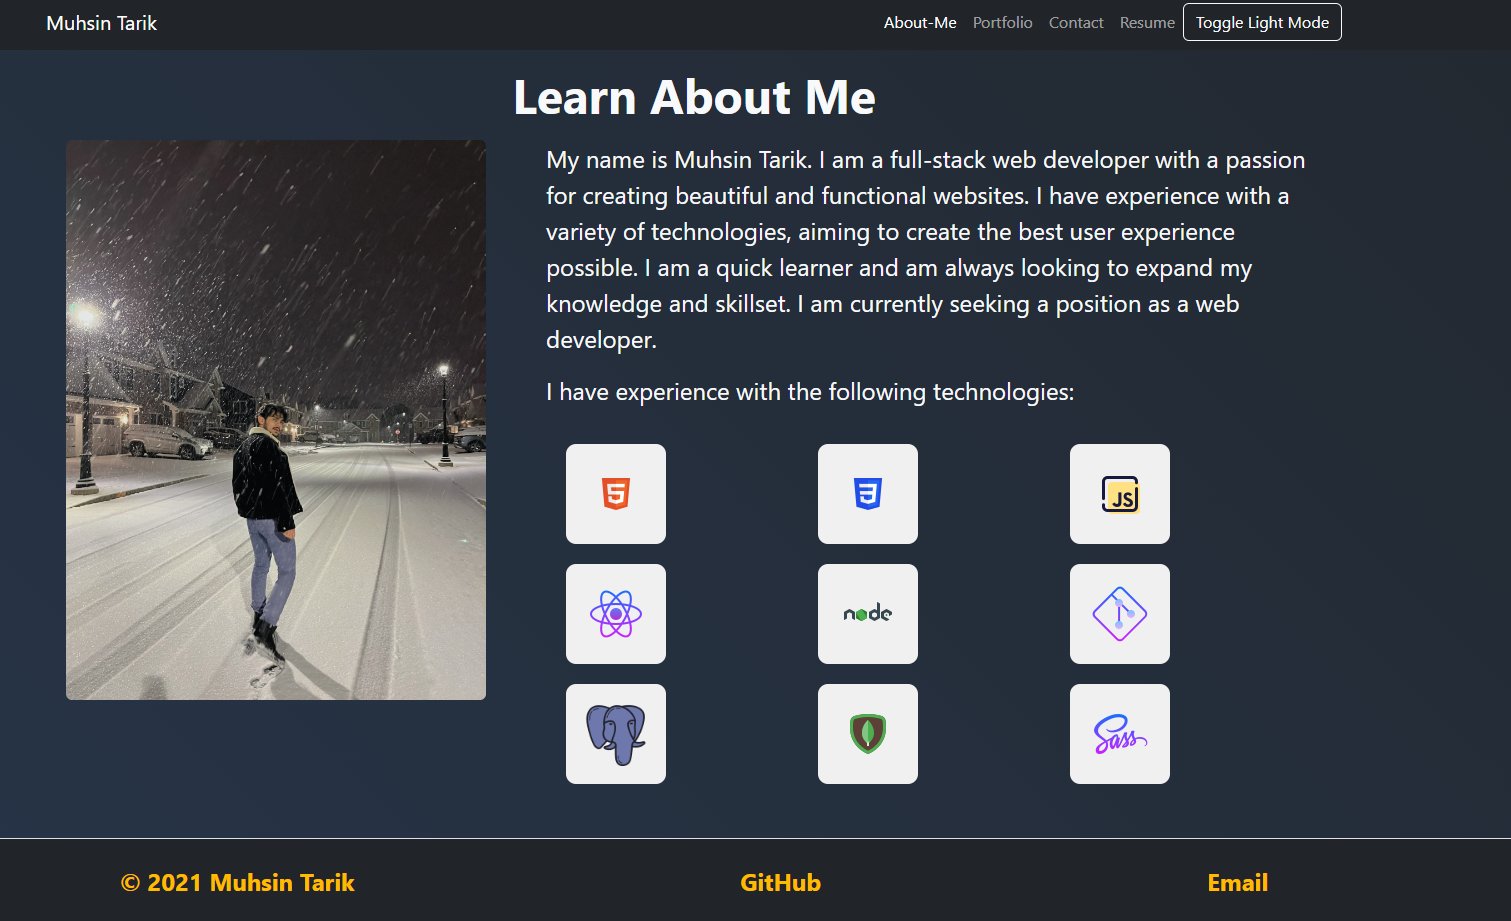 Muhsin Tarik
About-Me Portfolio Contact Resume Toggle Light Mode
Learn About Me
My name is Muhsin Tarik. I am a full-stack web developer with a passion
for creating beautiful and functional websites. I have experience with a
variety of technologies, aiming to create the best user experience
possible. I am a quick learner and am always looking to expand my
knowledge and skillset. I am currently seeking a position as a web
developer.
I have experience with the following technologies:
5
3
JS
node
Sass
© 2021 Muhsin Tarik
GitHub
Email